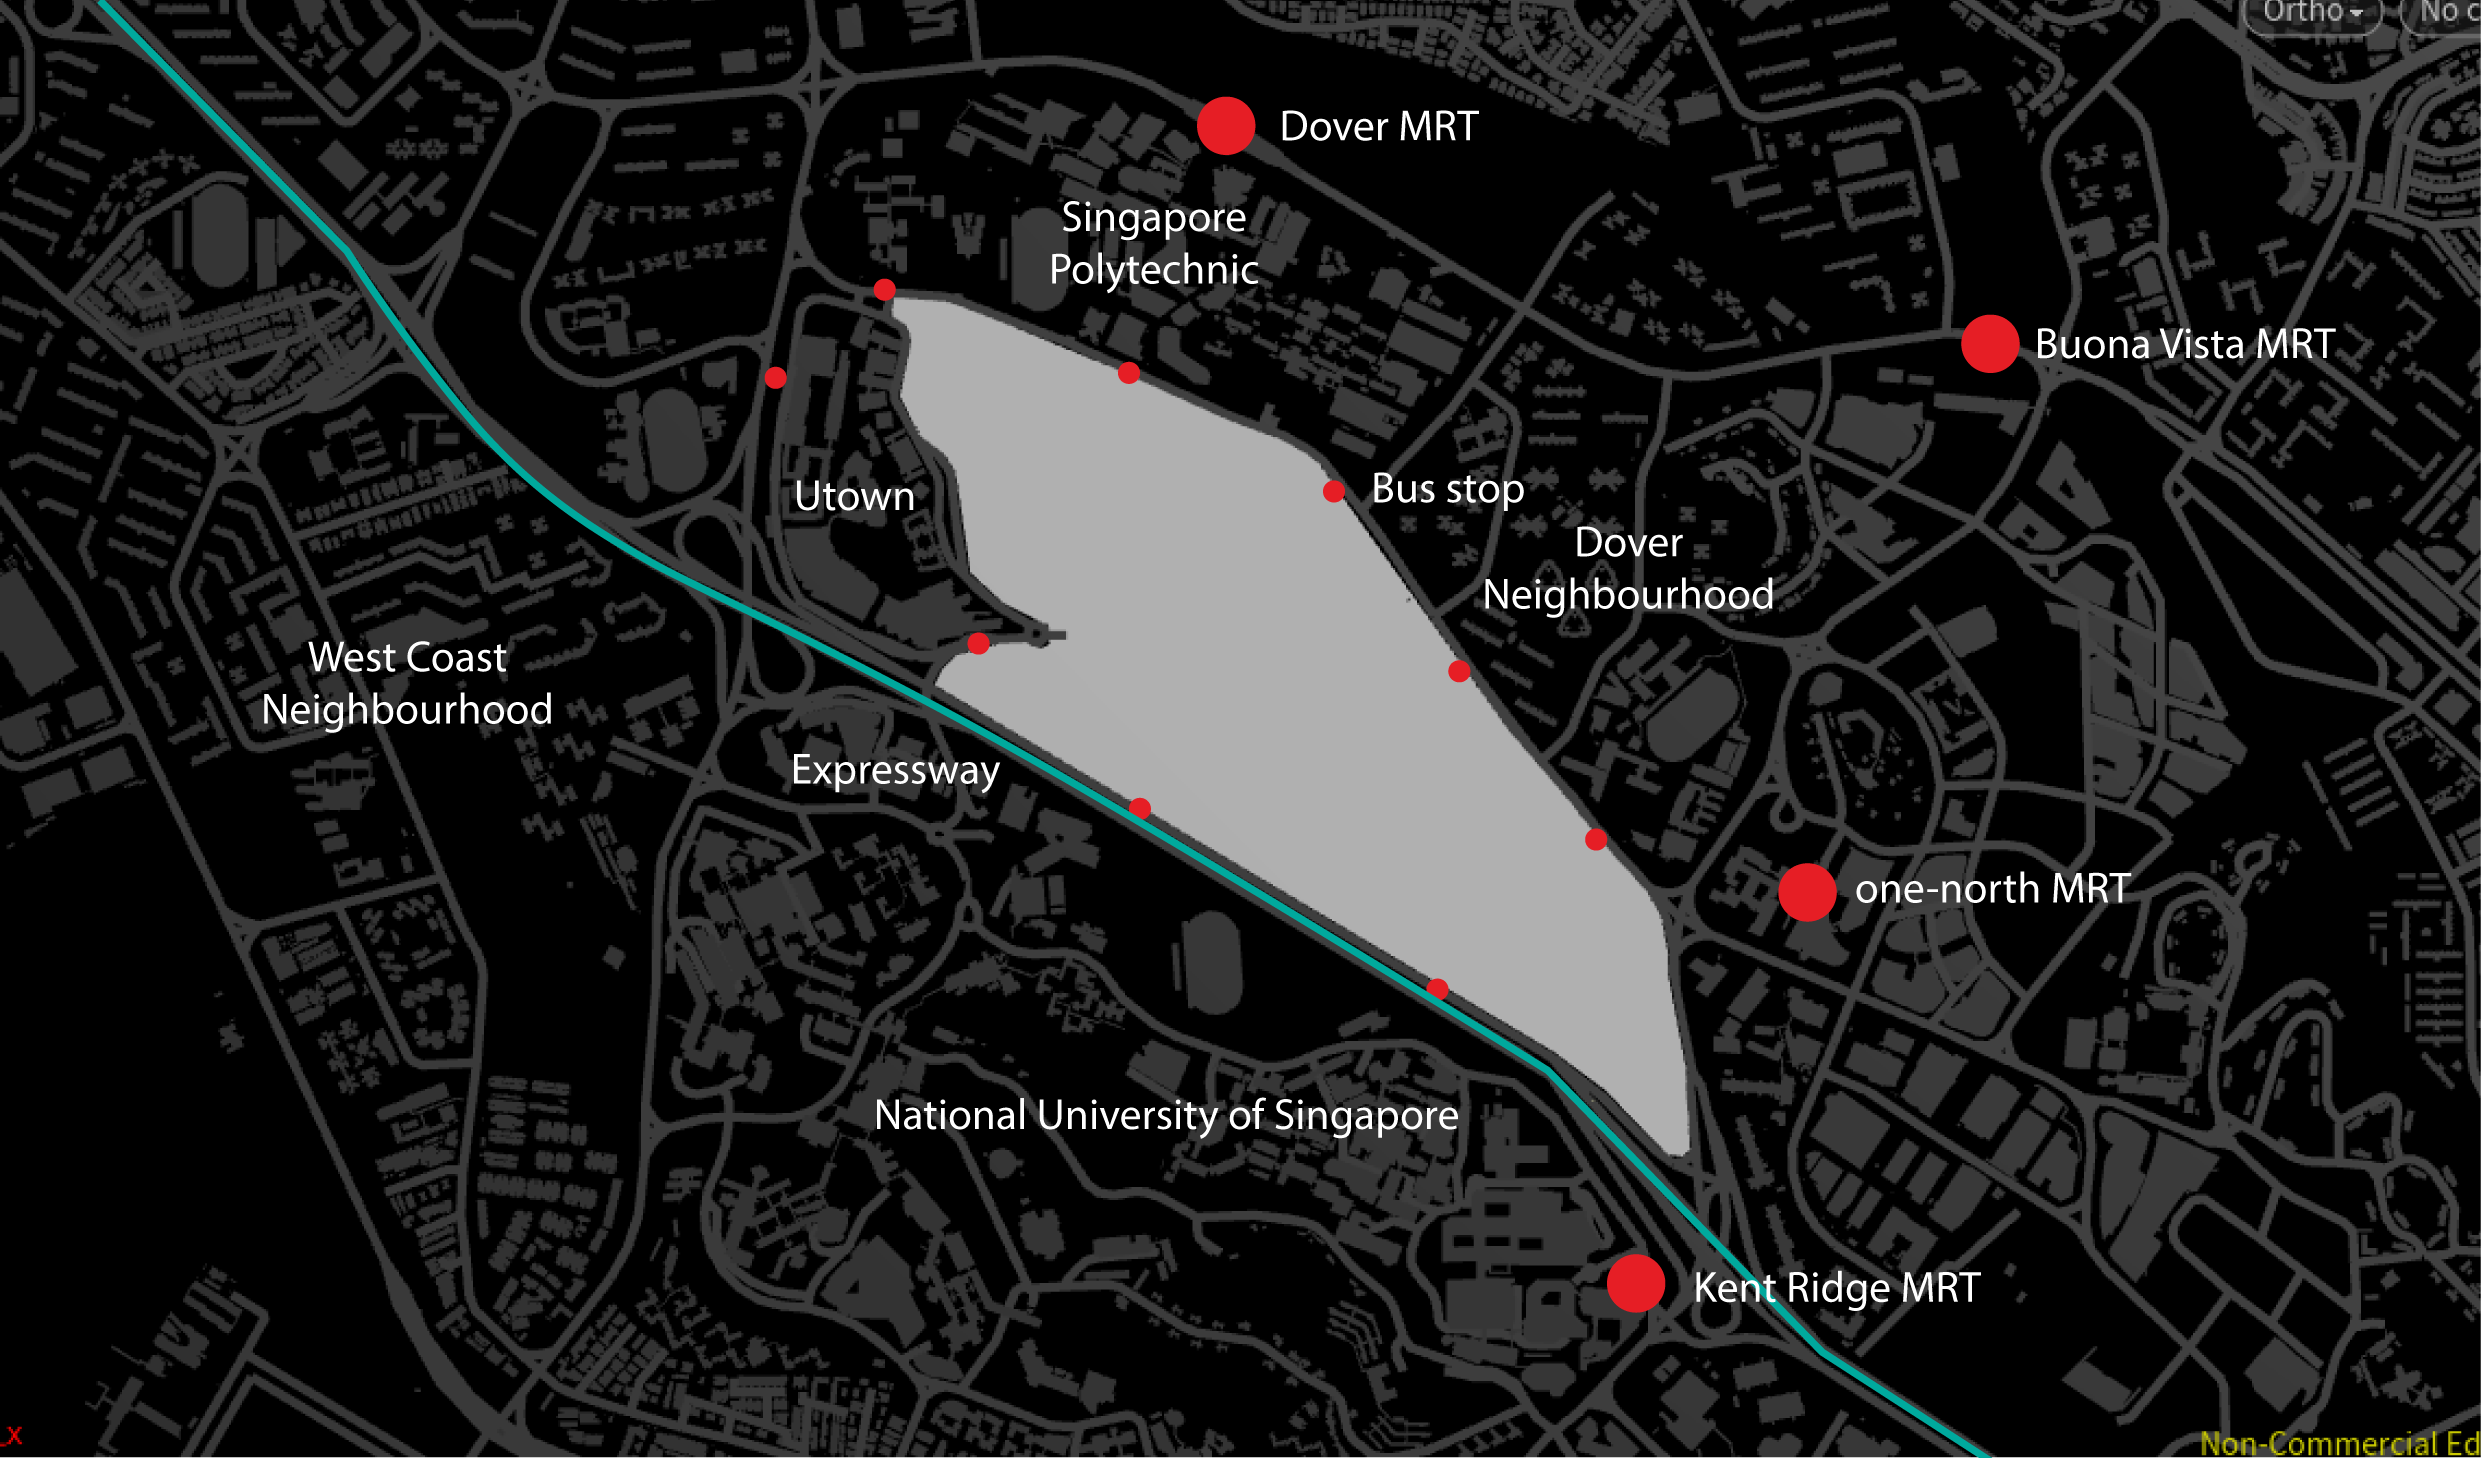 Ortho
No c
Dover MRT
Singapore
Polytechnic
Buona Vista MRT
Utown
Bus stop
Dover
Neighbourhood
West Coast
Neighbourhood
Expressway
one-north MRT
National University of Singapore
Kent Ridge MRT
x
Non-Commercial Ed